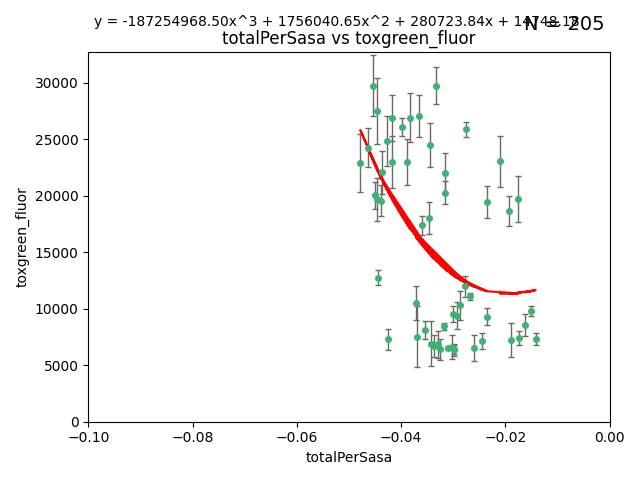 y = -187254968.50x^3 + 1756040.65x^2 + 280723.84x +
N = 205
totalPerSasa vs toxgreen_fluor
30000
25000
20000
15000
10000
5000
0
toxgreen_fluor
−0.10 −0.08 −0.06 −0.04 −0.02 0.00
totalPerSasa